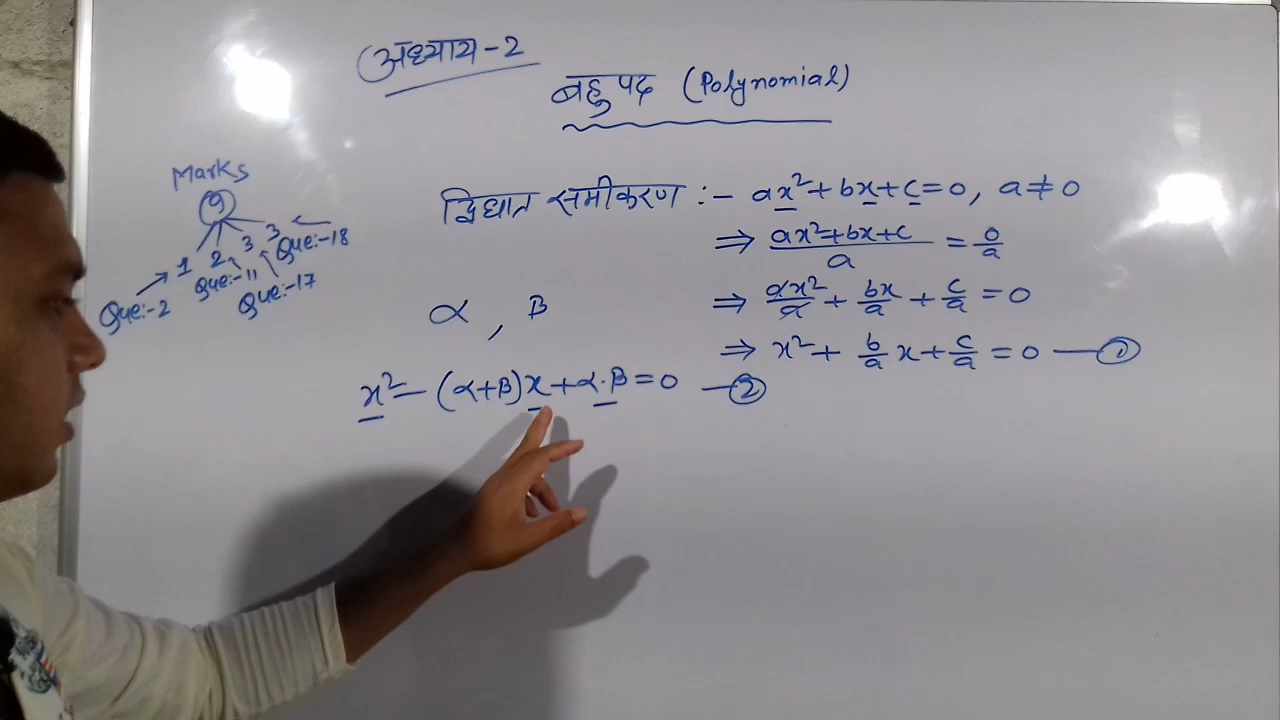 अध्याय-2
बहुपद (Polynomial)
Marks
9
1 2 3 3
Que:-2
Que:-11
Que:-17
Que:-18
द्विघात समीकरण :- ax²+bx+c=0, a≠0
⇒ ax²+bx+c/a = 0/a
⇒ ax²/a + bx/a + c/a = 0
⇒ x² + b/a x + c/a = 0 — ①
α, β
x² - (α+β)x + α.β = 0 — ②